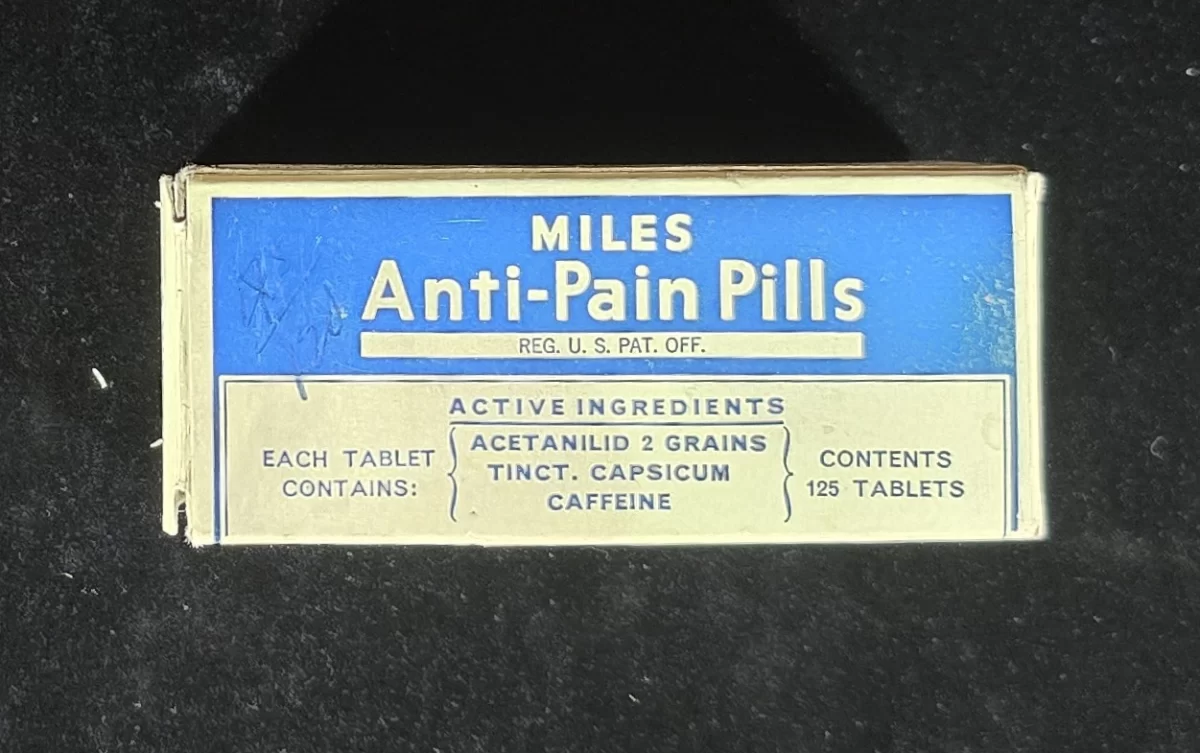 MILES
Anti-Pain Pills
REG. U. S. PAT. OFF.
ACTIVE INGREDIENTS
EACH TABLET
CONTAINS:
ACETANILID 2 GRAINS
TINCT. CAPSICUM
CAFFEINE
CONTENTS
125 TABLETS